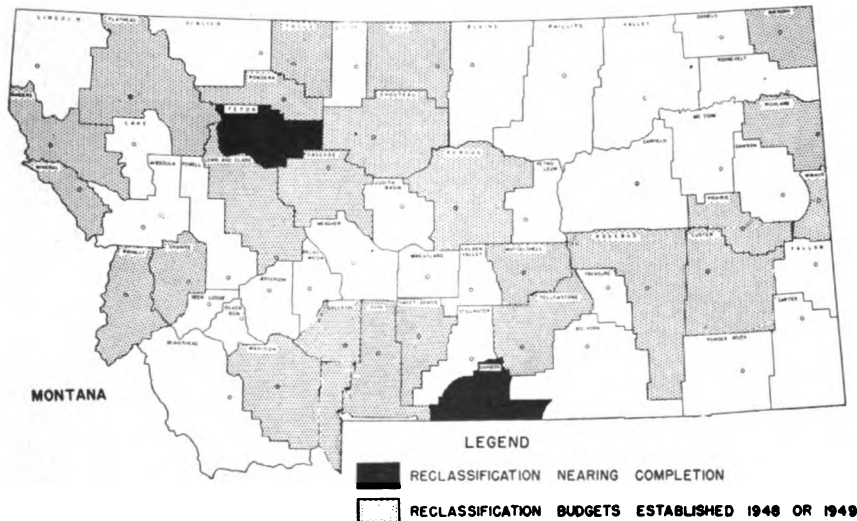 LINCOLN
FLATHEAD
GLACIER
TOOLE
HILL
BLAINE
PHILLIPS
VALLEY
DANIELS
SHERIDAN
ROOSEVELT
PONDERA
TETON
CHOUTEAU
RICHLAND
SANDERS
LAKE
MC CONE
MINERAL
MISSOULA
POWELL
LEWIS AND CLARK
CASCADE
FERGUS
PETROLEUM
GARFIELD
DAWSON
WIBAUX
JUDITH BASIN
PRAIRIE
MEAGHER
RAVALLI
GRANITE
WHEATLAND
GOLDEN VALLEY
MUSSELSHELL
ROSEBUD
CUSTER
FALLON
JEFFERSON
TREASURE
DEER LODGE
SILVER BOW
SWEET GRASS
STILLWATER
YELLOWSTONE
CARTER
GALLATIN
PARK
BIG HORN
BEAVERHEAD
MADISON
POWDER RIVER
CARBON
MONTANA
LEGEND
RECLASSIFICATION NEARING COMPLETION
RECLASSIFICATION BUDGETS ESTABLISHED 1948 OR 1949